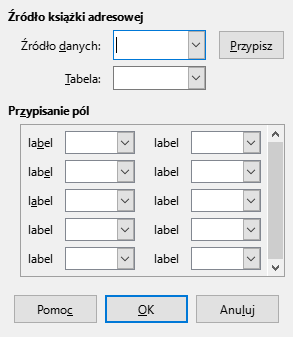 Źródło książki adresowej
Źródło danych: Przypisz
Tabela:
Przypisanie pól
label label
label label
label label
label label
label label
Pomoc OK Anuluj